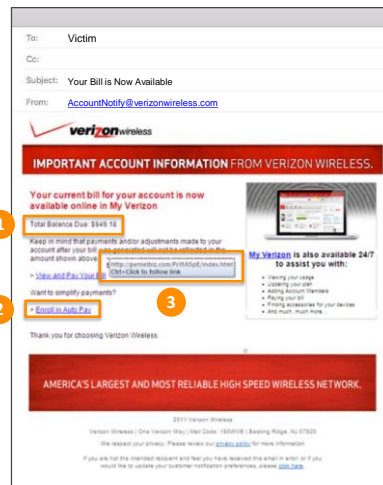 To: Victim
Cc:
Subject: Your Bill is Now Available
From: AccountNotify@verizonwireless.com
verizon wireless
IMPORTANT ACCOUNT INFORMATION FROM VERIZON WIRELESS.
Your current bill for your account is now
available online in My Verizon
1
Total Balance Due: $949.18
Keep in mind that payments and/or adjustments made to your
account after your bill was generated will not be reflected in the
amount shown above.
Ctrl+Click to follow link
> View and Pay Your
3
Want to simplify payments?
2
> Enroll in Auto Pay
Thank you for choosing Verizon Wireless.
My Verizon is also available 24/7
to assist you with:
• Viewing your usage
• Updating your plan
• Adding Account Members
• Paying your bill
• Finding accessories for your devices
• And much, much more...
AMERICA'S LARGEST AND MOST RELIABLE HIGH SPEED WIRELESS NETWORK.
2011 Verizon Wireless
Verizon Wireless | One Verizon Way | Mail Code: 180WVB | Basking Ridge, NJ 07920
We respect your privacy. Please review our privacy policy for more information
If you are not the intended recipient and feel you have received this email in error; or if you
would like to update your customer notification preferences, please click here.